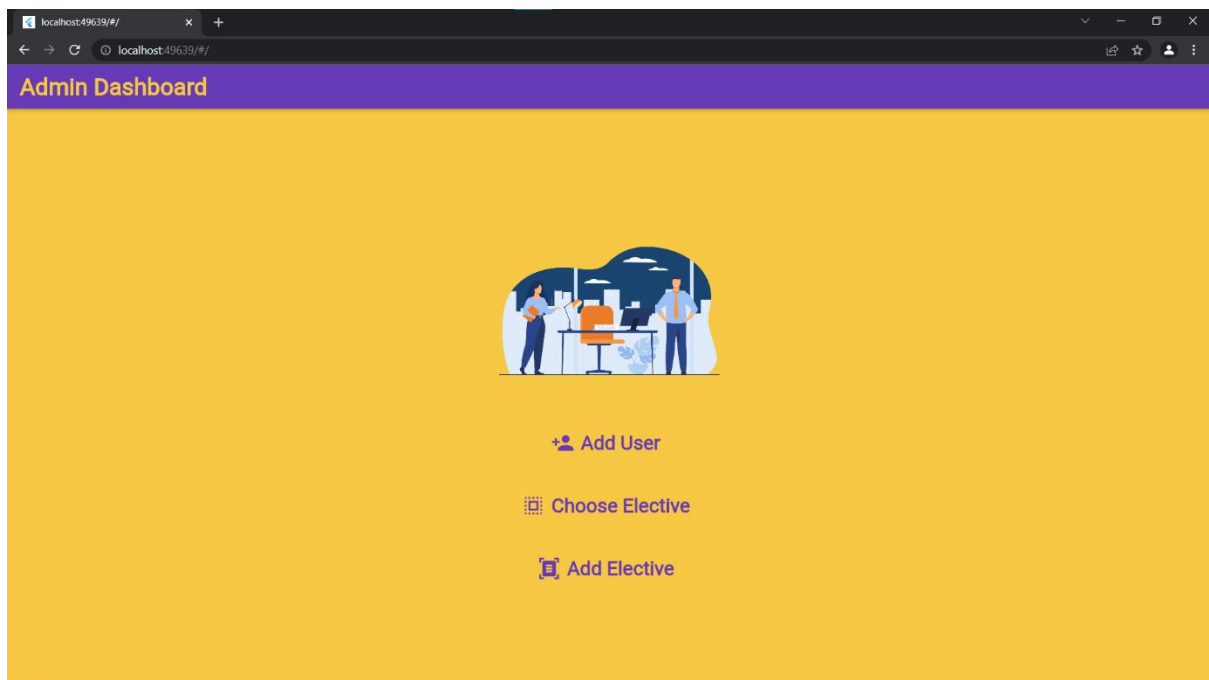 localhost:49639/#/
localhost:49639/#/
Admin Dashboard
Add User
Choose Elective
Add Elective